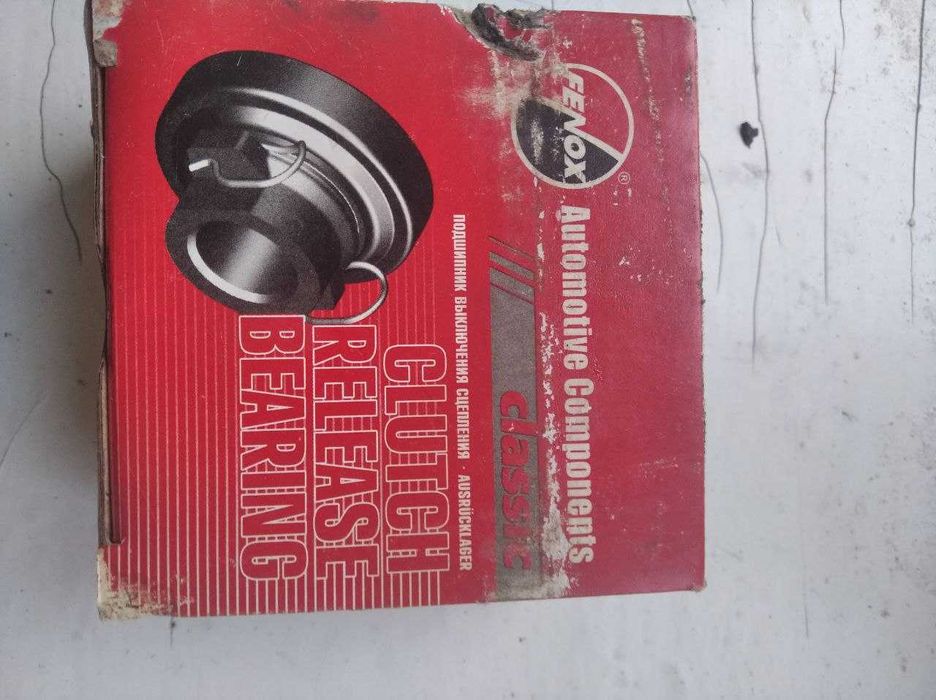 FENOX
®
Automotive Components
Classic
ПОДШИПНИК ВЫКЛЮЧЕНИЯ СЦЕПЛЕНИЯ · AUSRÜCKLAGER
CLUTCH
RELEASE
BEARING